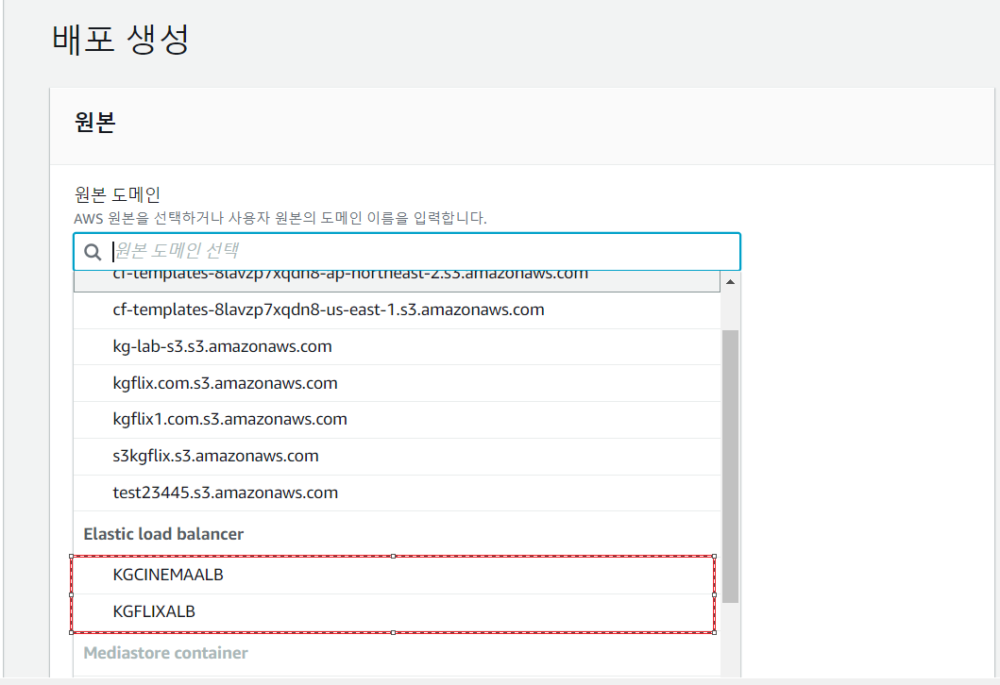 배포 생성
원본
원본 도메인
AWS 원본을 선택하거나 사용자 원본의 도메인 이름을 입력합니다.
원본 도메인 선택
cf-templates-8lavzp7xqdn8-ap-northeast-2.s3.amazonaws.com
cf-templates-8lavzp7xqdn8-us-east-1.s3.amazonaws.com
kg-lab-s3.s3.amazonaws.com
kgflix.com.s3.amazonaws.com
kgflix1.com.s3.amazonaws.com
s3kgflix.s3.amazonaws.com
test23445.s3.amazonaws.com
Elastic load balancer
KGCINEMAALB
KGFLIXALB
Mediastore container